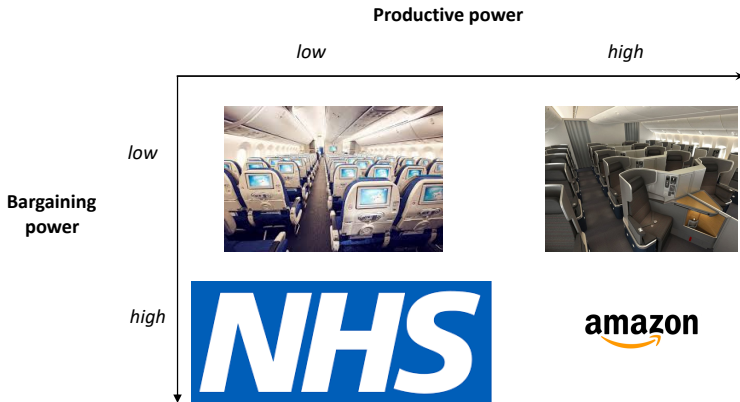 Productive power
low
high
low
Bargaining
power
high
NHS
amazon